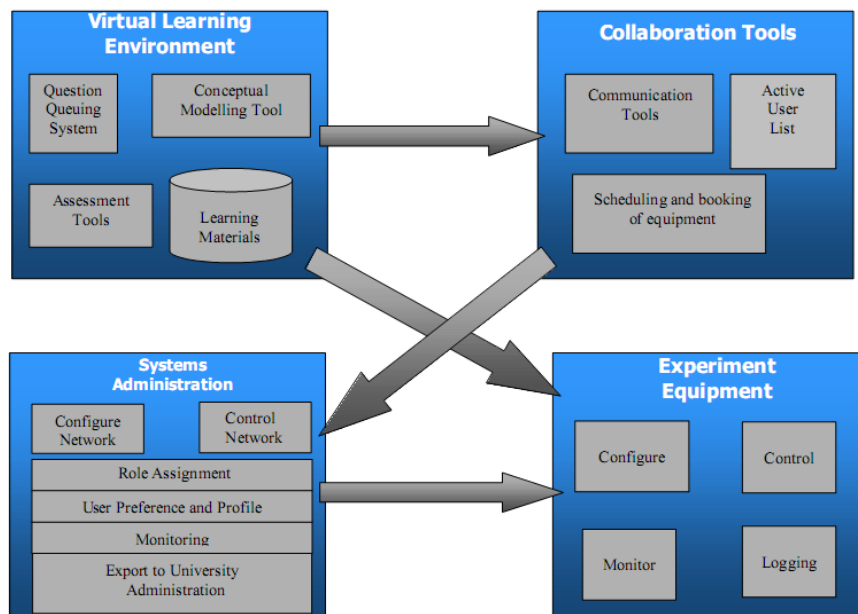 Virtual Learning
Environment
Question
Queuing
System
Conceptual
Modelling Tool
Assessment
Tools
Learning
Materials
Collaboration Tools
Communication
Tools
Active
User
List
Scheduling and booking
of equipment
Systems
Administration
Configure
Network
Control
Network
Role Assignment
User Preference and Profile
Monitoring
Export to University
Administration
Experiment
Equipment
Configure
Control
Monitor
Logging